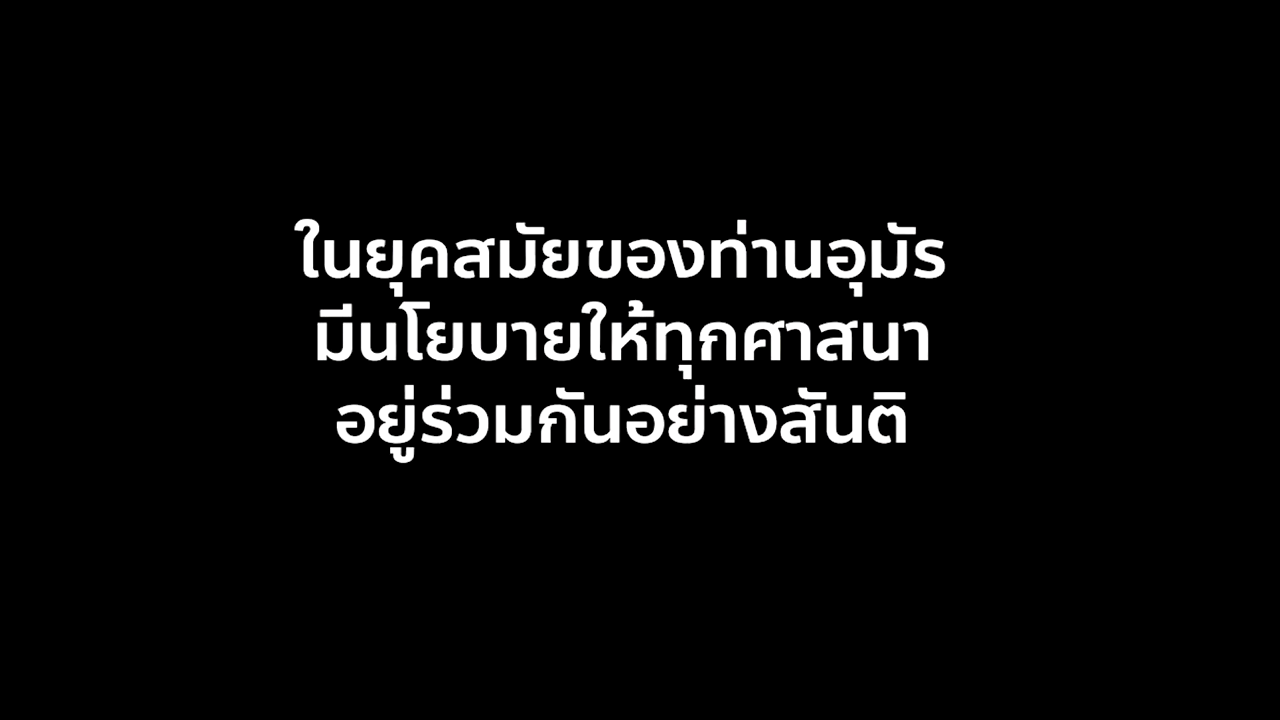 ในยุคสมัยของท่านอุมัร
มีนโยบายให้ทุกศาสนา
อยู่ร่วมกันอย่างสันติ